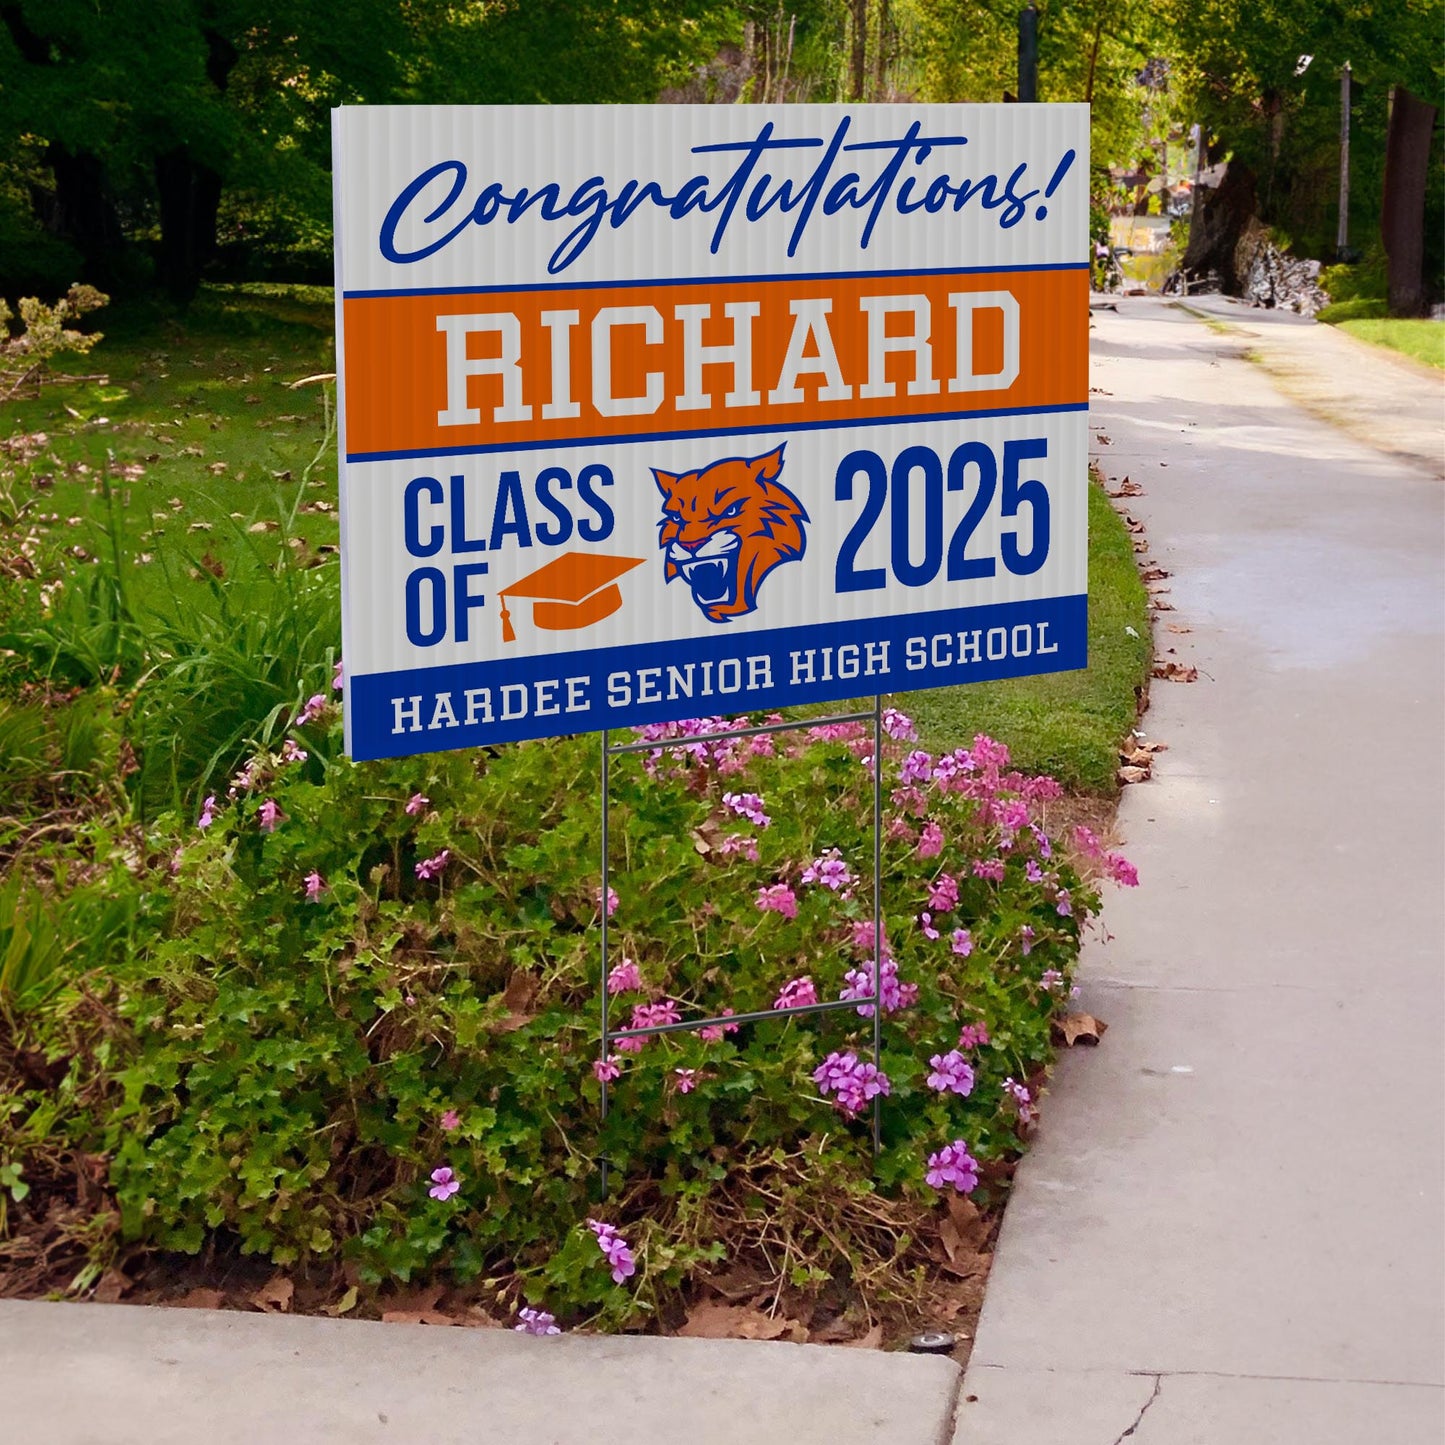 Congratulations!
RICHARD
CLASS
OF
2025
HARDEE SENIOR HIGH SCHOOL